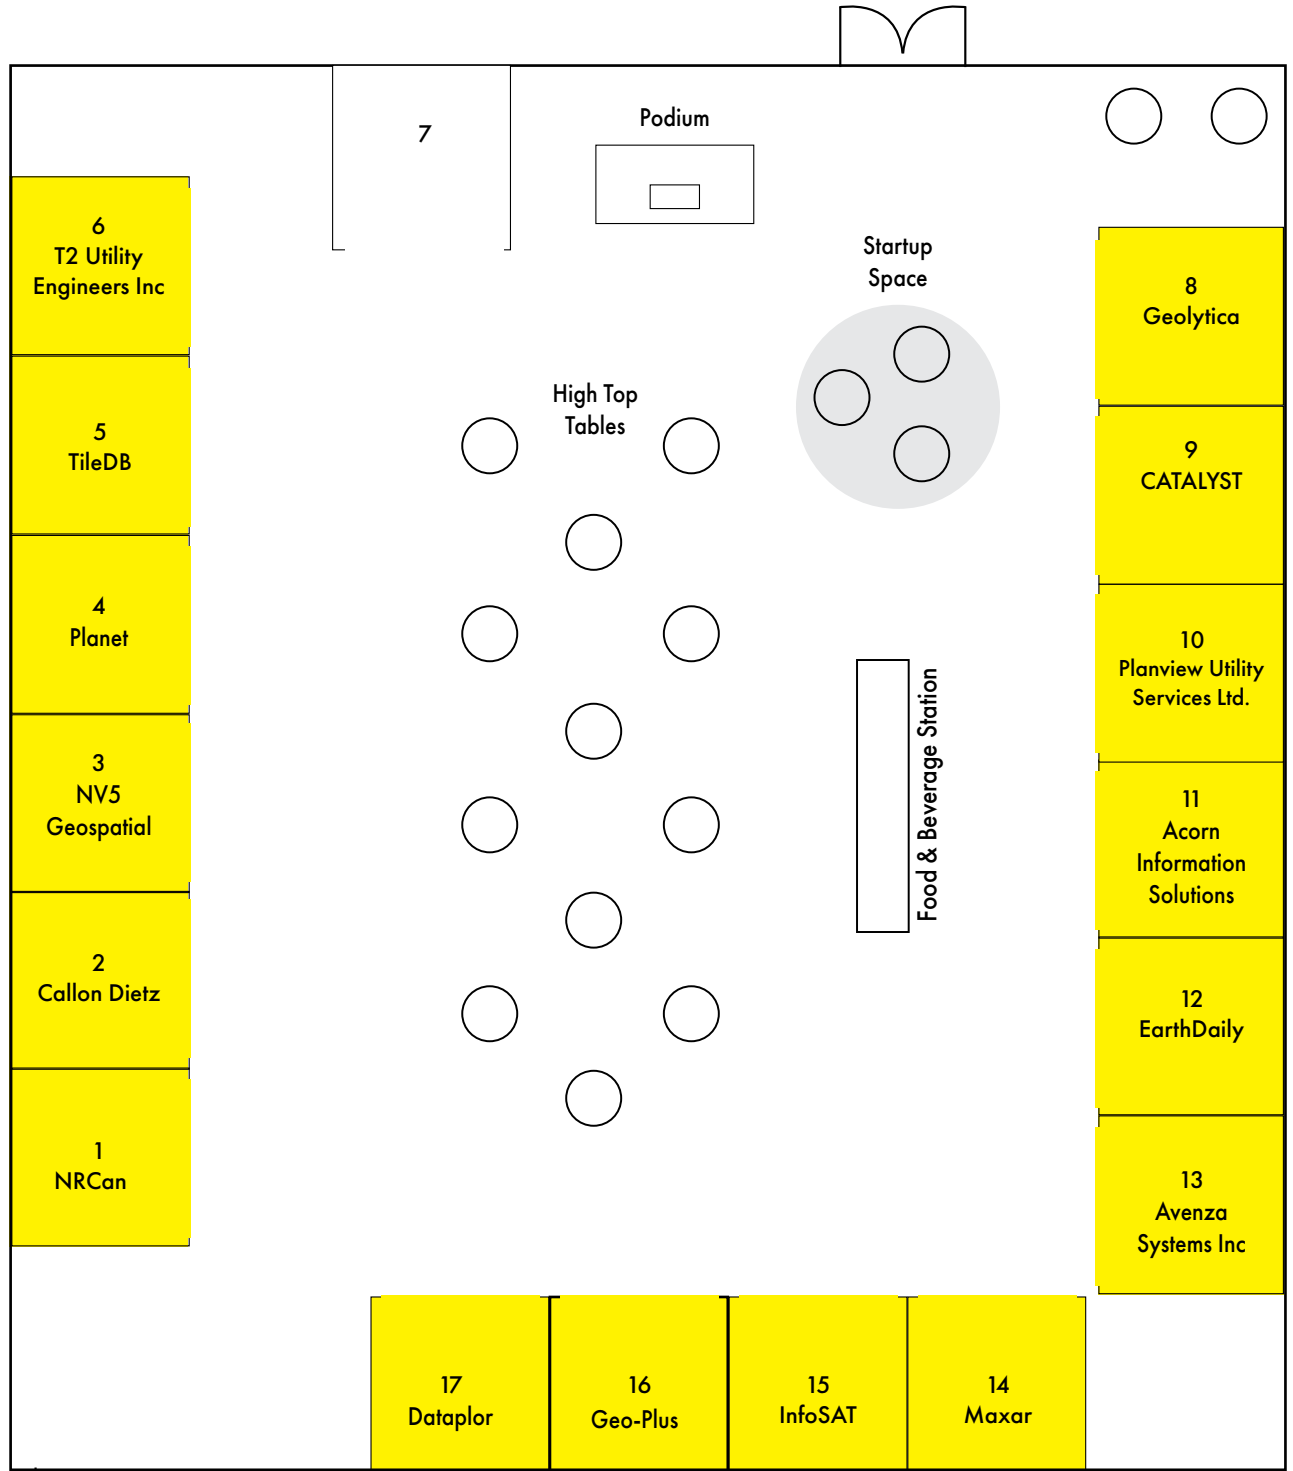 7
Podium
6
T2 Utility
Engineers Inc
Startup
Space
8
Geolytica
High Top
Tables
5
TileDB
9
CATALYST
4
Planet
10
Planview Utility
Services Ltd.
3
NV5
Geospatial
Food & Beverage Station
11
Acorn
Information
Solutions
2
Callon Dietz
12
EarthDaily
1
NRCan
13
Avenza
Systems Inc
17
Dataplor
16
Geo-Plus
15
InfoSAT
14
Maxar